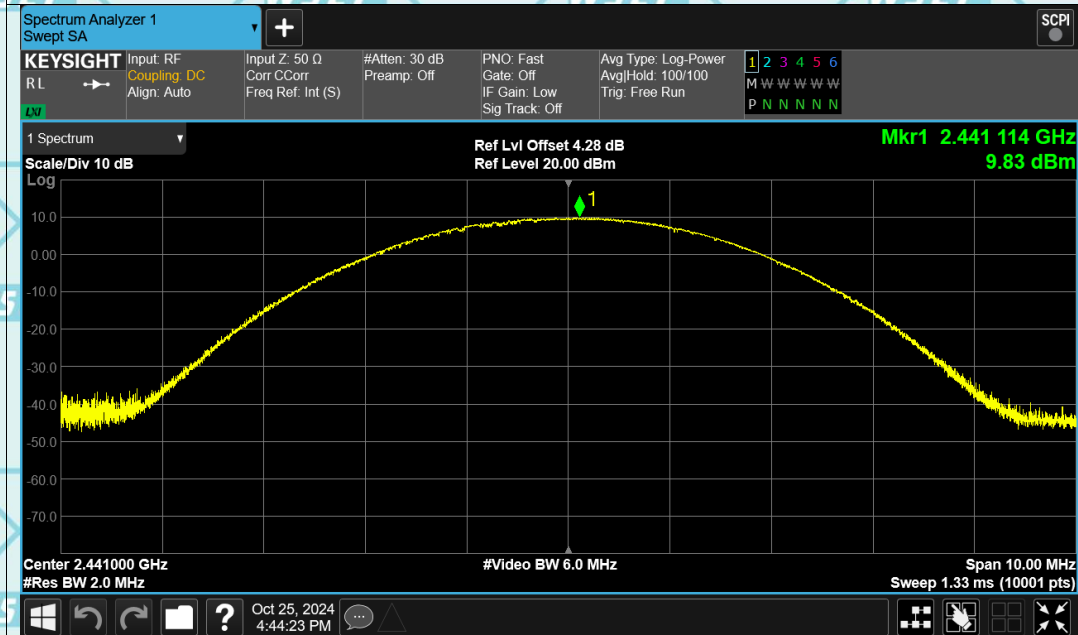 Spectrum Analyzer 1
Swept SA
+
SCPI
KEYSIGHT
R L
LXI
Input: RF
Coupling: DC
Align: Auto
Input Z: 50 Ω
Corr CCorr
Freq Ref: Int (S)
#Atten: 30 dB
Preamp: Off
PNO: Fast
Gate: Off
IF Gain: Low
Sig Track: Off
Avg Type: Log-Power
Avg|Hold: 100/100
Trig: Free Run
1 2 3 4 5 6
M W W W W W
P N N N N N
1 Spectrum
Scale/Div 10 dB
Ref Lvl Offset 4.28 dB
Ref Level 20.00 dBm
Mkr1 2.441 114 GHz
9.83 dBm
Log
1
10.0
0.00
-10.0
-20.0
-30.0
-40.0
-50.0
-60.0
-70.0
Center 2.441000 GHz
#Video BW 6.0 MHz
Span 10.00 MHz
#Res BW 2.0 MHz
Sweep 1.33 ms (10001 pts)
?
Oct 25, 2024
4:44:23 PM